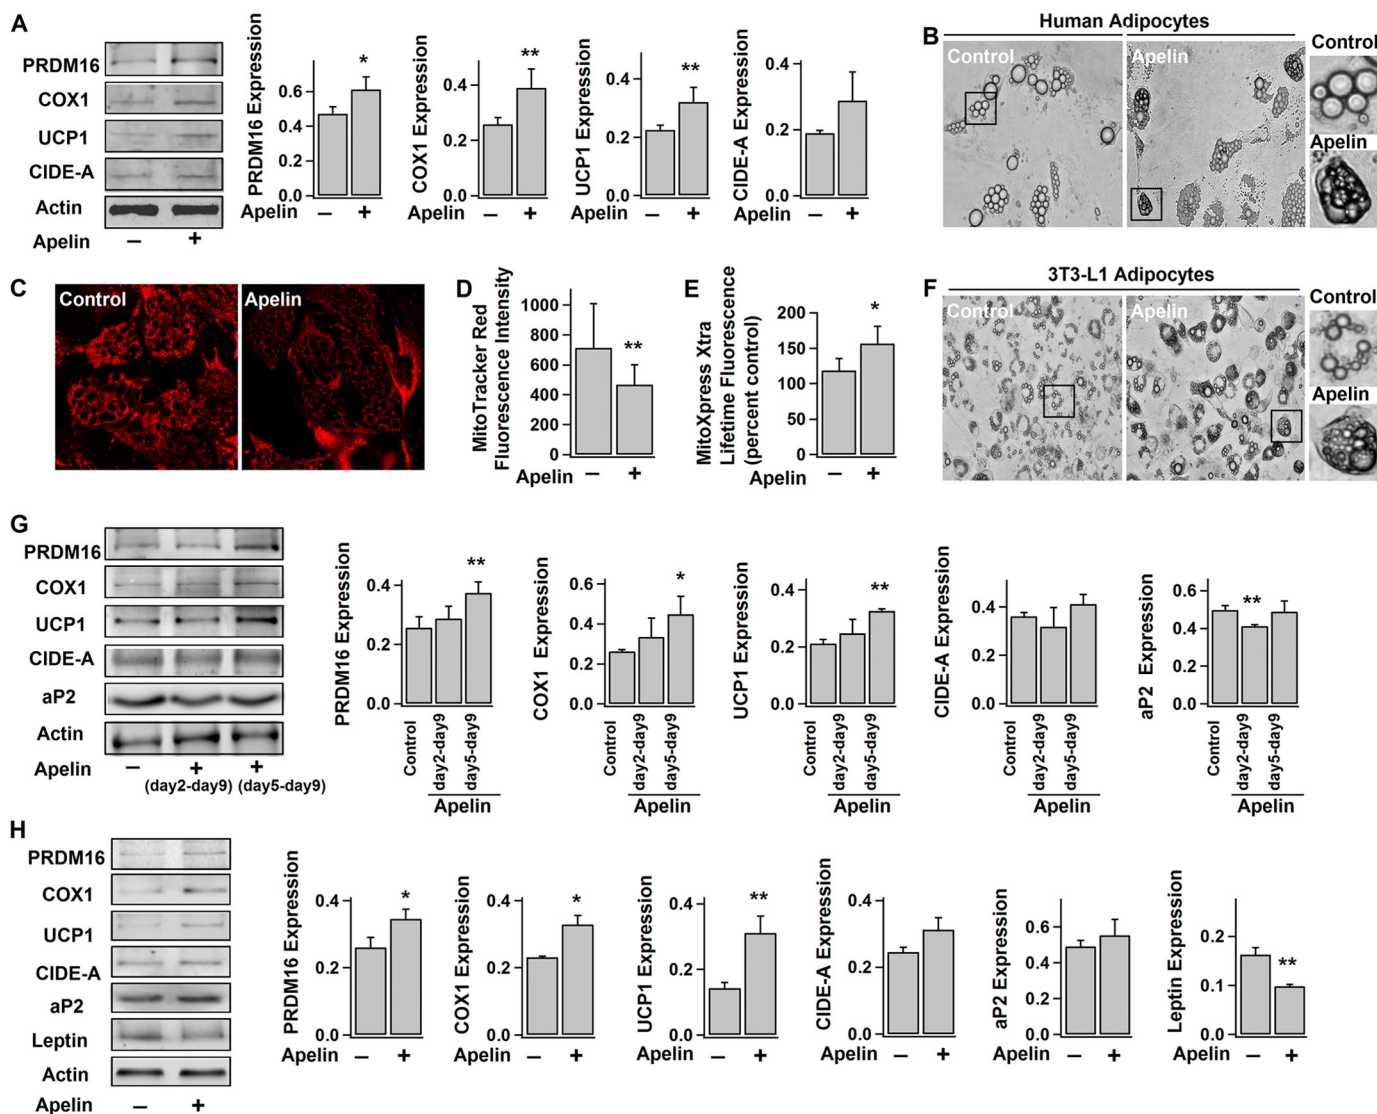 A
PRDM16
COX1
UCP1
CIDE-A
Actin
Apelin − +
PRDM16 Expression
0.6
0.4
0.2
0.0
*
Apelin − +
COX1 Expression
0.4
0.2
0.0
**
Apelin − +
UCP1 Expression
0.4
0.2
0.0
**
Apelin − +
CIDE-A Expression
0.4
0.2
0.0
Apelin − +
B
Human Adipocytes
Control
Apelin
Control
Apelin
C
Control
Apelin
D
MitoTracker Red
Fluorescence Intensity
1000
800
600
400
200
0
**
Apelin − +
E
MitoXpress Xtra
Lifetime Fluorescence
(percent control)
200
150
100
50
0
*
Apelin − +
F
3T3-L1 Adipocytes
Control
Apelin
Control
Apelin
G
PRDM16
COX1
UCP1
CIDE-A
aP2
Actin
Apelin − + +
(day2-day9) (day5-day9)
PRDM16 Expression
0.4
0.2
0.0
**
Control
day2-day9
day5-day9
Apelin
COX1 Expression
0.6
0.4
0.2
0.0
*
Control
day2-day9
day5-day9
Apelin
UCP1 Expression
0.4
0.2
0.0
**
Control
day2-day9
day5-day9
Apelin
CIDE-A Expression
0.4
0.2
0.0
Control
day2-day9
day5-day9
Apelin
aP2 Expression
0.6
0.4
0.2
0.0
**
Control
day2-day9
day5-day9
Apelin
H
PRDM16
COX1
UCP1
CIDE-A
aP2
Leptin
Actin
Apelin − +
PRDM16 Expression
0.4
0.2
0.0
*
Apelin − +
COX1 Expression
0.4
0.2
0.0
*
Apelin − +
UCP1 Expression
0.4
0.3
0.2
0.1
0.0
**
Apelin − +
CIDE-A Expression
0.4
0.2
0.0
Apelin − +
aP2 Expression
0.8
0.6
0.4
0.2
0.0
Apelin − +
Leptin Expression
0.2
0.1
0.0
**
Apelin − +